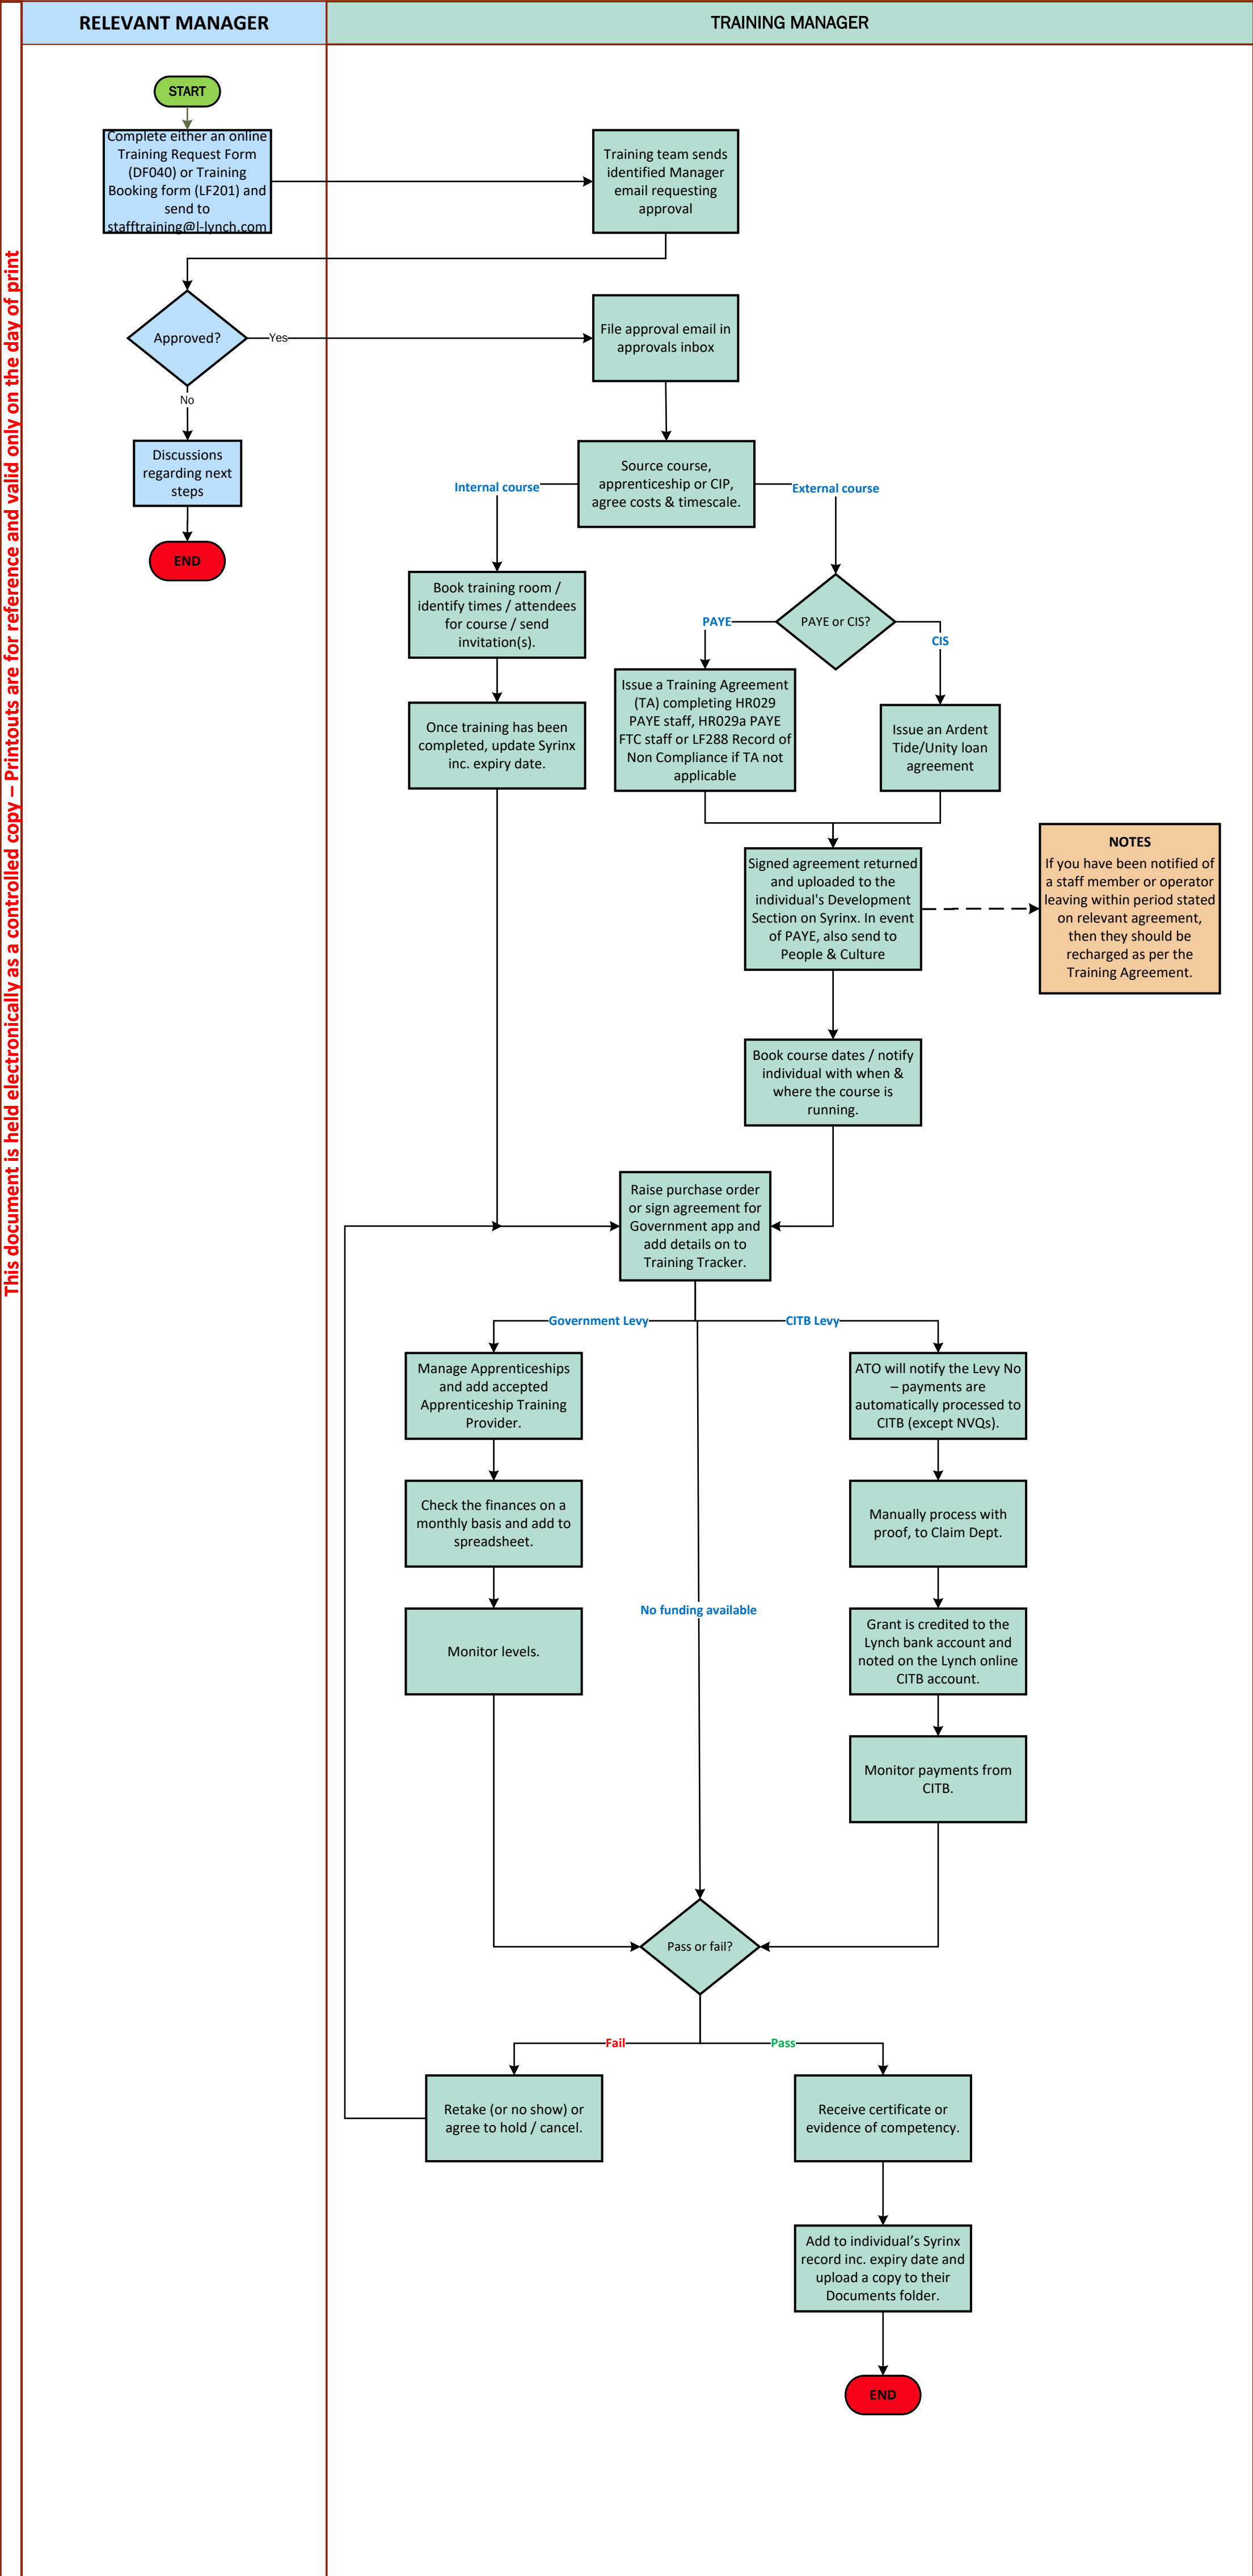 RELEVANT MANAGER
TRAINING MANAGER
This document is held electronically as a controlled copy – Printouts are for reference and valid only on the day of print
START
Complete either an online
Training Request Form
(DF040) or Training
Booking form (LF201) and
send to
stafftraining@l-lynch.com
Training team sends
identified Manager
email requesting
approval
Approved?
Yes
File approval email in
approvals inbox
No
Discussions
regarding next
steps
END
Source course,
apprenticeship or CIP,
agree costs & timescale.
Internal course
External course
Book training room /
identify times / attendees
for course / send
invitation(s).
PAYE or CIS?
PAYE
CIS
Once training has been
completed, update Syrinx
inc. expiry date.
Issue a Training Agreement
(TA) completing HR029
PAYE staff, HR029a PAYE
FTC staff or LF288 Record of
Non Compliance if TA not
applicable
Issue an Ardent
Tide/Unity loan
agreement
Signed agreement returned
and uploaded to the
individual's Development
Section on Syrinx. In event
of PAYE, also send to
People & Culture
NOTES
If you have been notified of
a staff member or operator
leaving within period stated
on relevant agreement,
then they should be
recharged as per the
Training Agreement.
Book course dates / notify
individual with when &
where the course is
running.
Raise purchase order
or sign agreement for
Government app and
add details on to
Training Tracker.
Government Levy
CITB Levy
Manage Apprenticeships
and add accepted
Apprenticeship Training
Provider.
ATO will notify the Levy No
– payments are
automatically processed to
CITB (except NVQs).
Check the finances on a
monthly basis and add to
spreadsheet.
Manually process with
proof, to Claim Dept.
No funding available
Monitor levels.
Grant is credited to the
Lynch bank account and
noted on the Lynch online
CITB account.
Monitor payments from
CITB.
Pass or fail?
Fail
Pass
Retake (or no show) or
agree to hold / cancel.
Receive certificate or
evidence of competency.
Add to individual’s Syrinx
record inc. expiry date and
upload a copy to their
Documents folder.
END